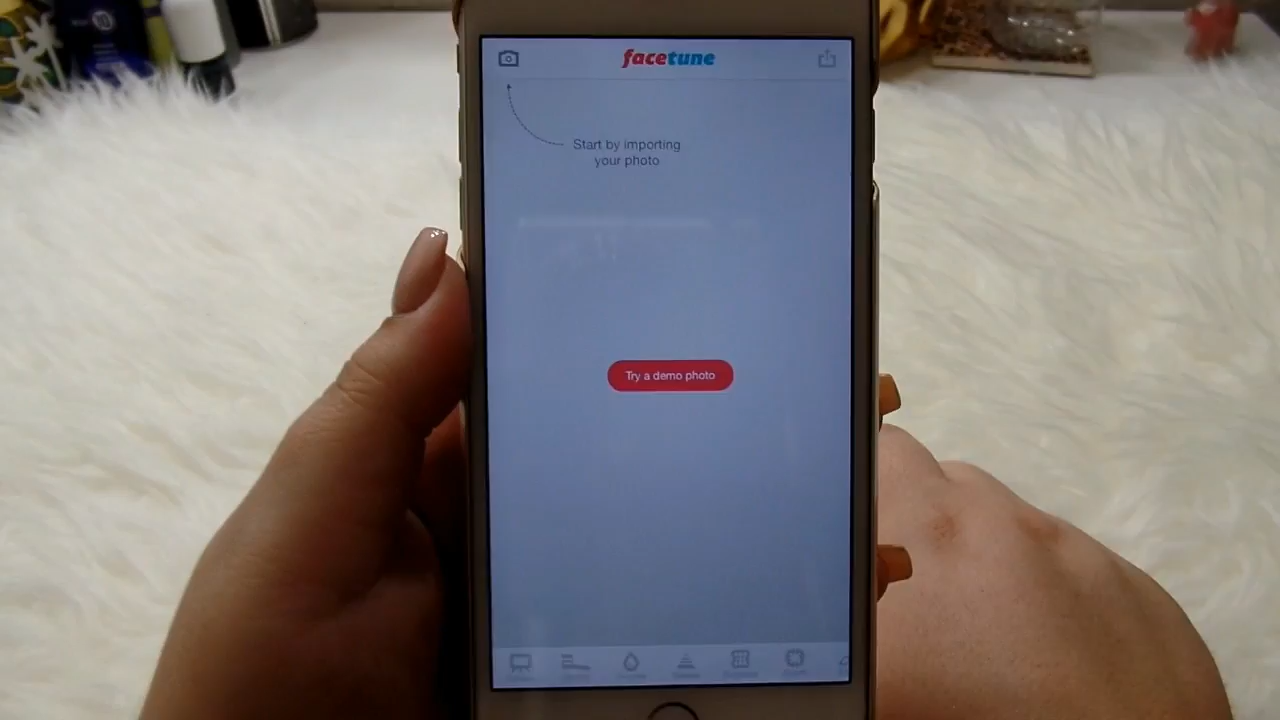 facetune
Start by importing
your photo
Try a demo photo